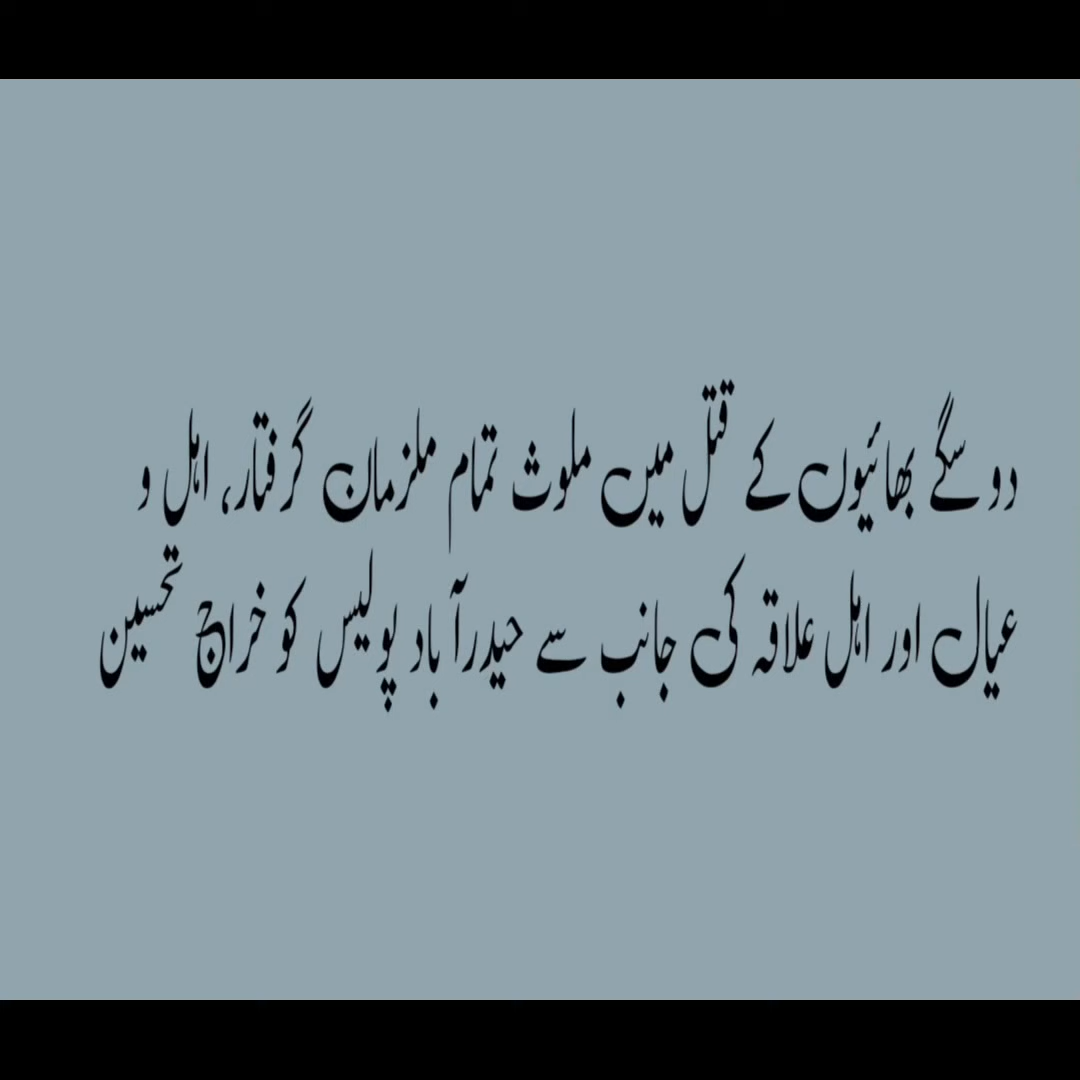 دو سگے بھائیوں کے قتل میں ملوث تمام ملزمان گرفتار، اہل و
عیال اور اہل علاقہ کی جانب سے حیدرآباد پولیس کو خراج تحسین